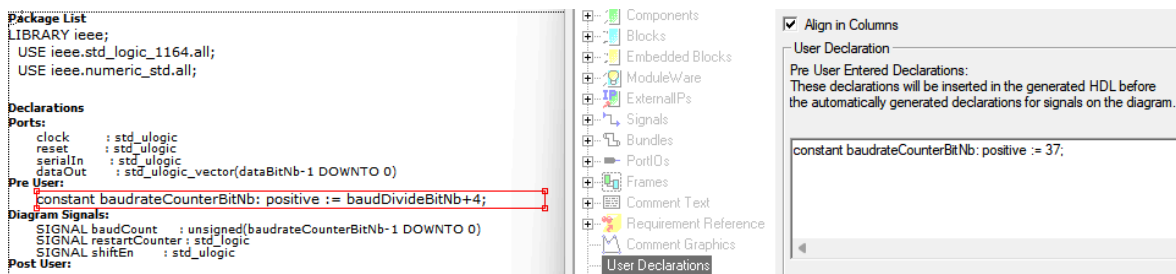 Package List
LIBRARY ieee;
USE ieee.std_logic_1164.all;
USE ieee.numeric_std.all;
Declarations
Ports:
clock : std_ulogic
reset : std_ulogic
serialIn : std_ulogic
dataOut : std_ulogic_vector(dataBitNb-1 DOWNTO 0)
Pre User:
constant baudrateCounterBitNb: positive := baudDivideBitNb+4;
Diagram Signals:
SIGNAL baudCount : unsigned(baudrateCounterBitNb-1 DOWNTO 0)
SIGNAL restartCounter : std_logic
SIGNAL shiftEn : std_ulogic
Post User:
Components
Blocks
Embedded Blocks
ModuleWare
ExternalIPs
Signals
Bundles
PortIOs
Frames
Comment Text
Requirement Reference
Comment Graphics
User Declarations
Align in Columns
User Declaration
Pre User Entered Declarations:
These declarations will be inserted in the generated HDL before
the automatically generated declarations for signals on the diagram.
constant baudrateCounterBitNb: positive := 37;